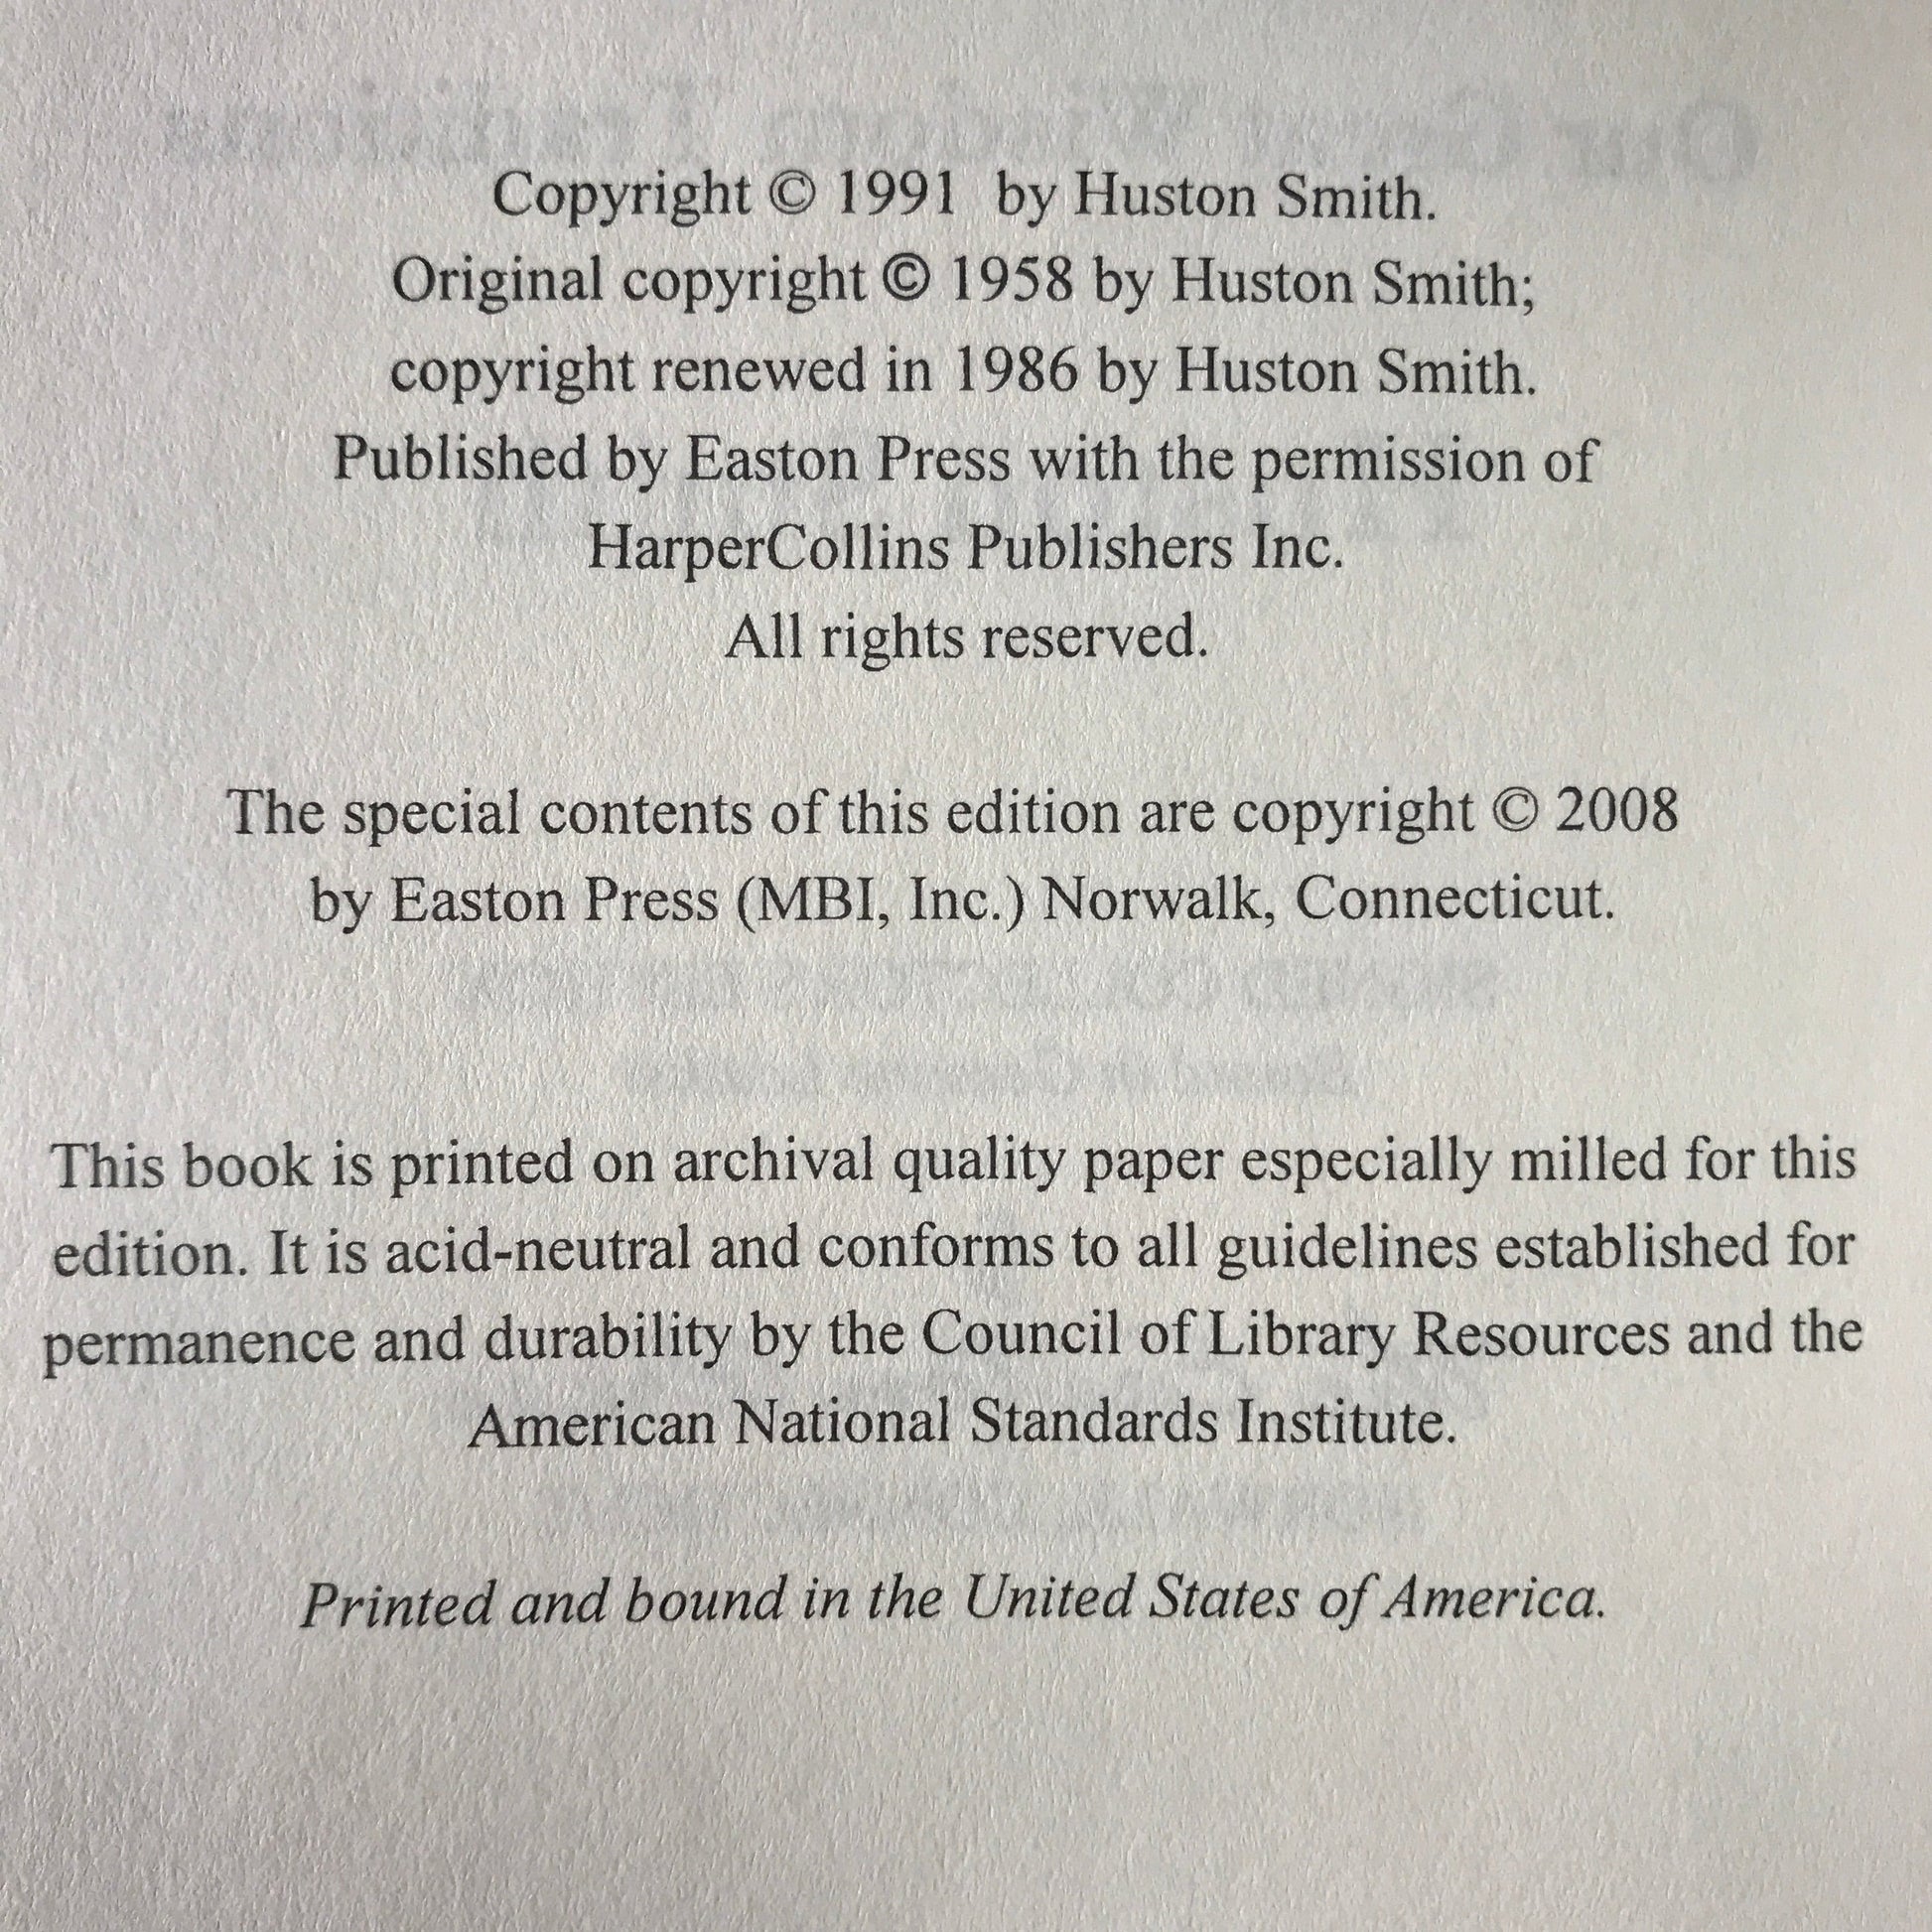 Copyright © 1991 by Huston Smith.
Original copyright © 1958 by Huston Smith;
copyright renewed in 1986 by Huston Smith.
Published by Easton Press with the permission of
HarperCollins Publishers Inc.
All rights reserved.
The special contents of this edition are copyright © 2008
by Easton Press (MBI, Inc.) Norwalk, Connecticut.
This book is printed on archival quality paper especially milled for this
edition. It is acid-neutral and conforms to all guidelines established for
permanence and durability by the Council of Library Resources and the
American National Standards Institute.
Printed and bound in the United States of America.